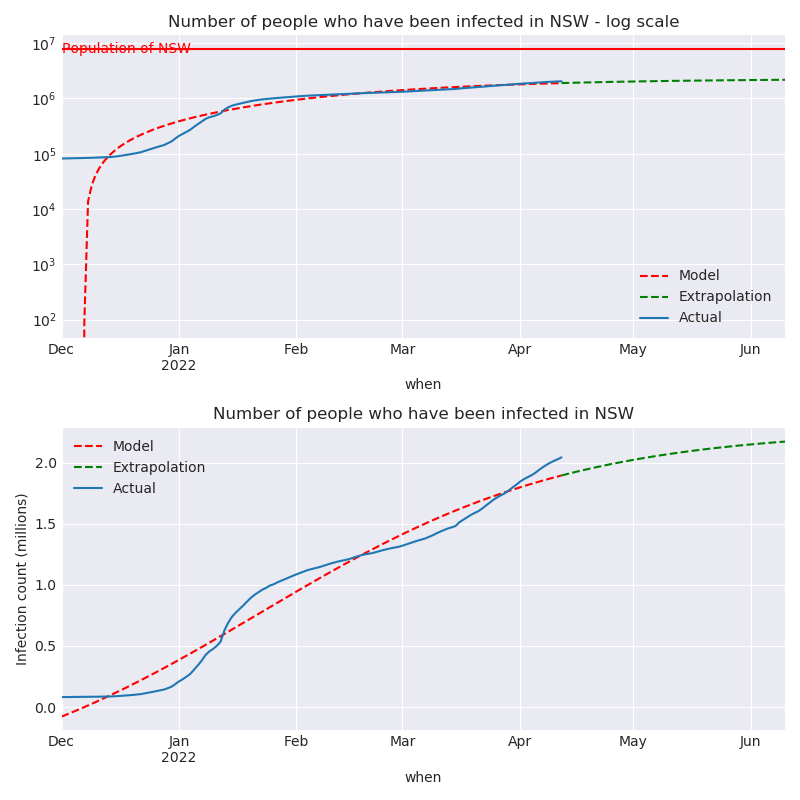 Number of people who have been infected in NSW - log scale
10^7
Population of NSW
10^6
10^5
10^4
10^3
10^2
Model
Extrapolation
Actual
Dec Jan Feb Mar Apr May Jun
2022
when
Number of people who have been infected in NSW
Infection count (millions)
2.0
1.5
1.0
0.5
0.0
Model
Extrapolation
Actual
Dec Jan Feb Mar Apr May Jun
2022
when